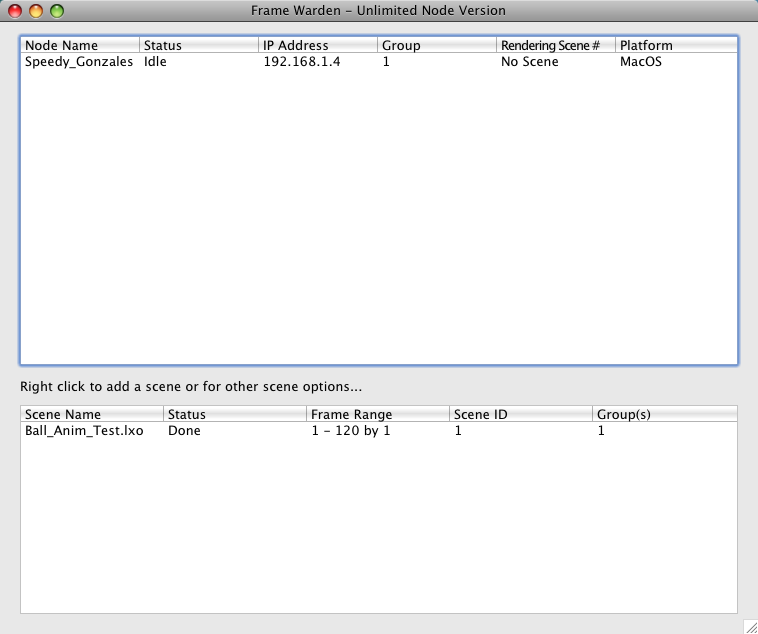 Frame Warden - Unlimited Node Version
Node Name Status IP Address Group Rendering Scene # Platform
Speedy_Gonzales Idle 192.168.1.4 1 No Scene MacOS
Right click to add a scene or for other scene options...
Scene Name Status Frame Range Scene ID Group(s)
Ball_Anim_Test.lxo Done 1 - 120 by 1 1 1